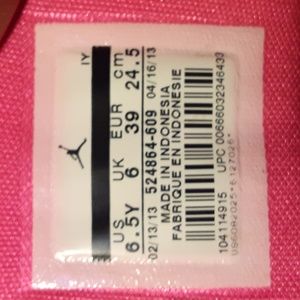 IY
US UK EUR cm
6.5Y 6 39 24.5
02/13/13 524864-609 04/16/13
MADE IN INDONESIA
FABRIQUE EN INDONESIE
104114915 UPC 00666032346433